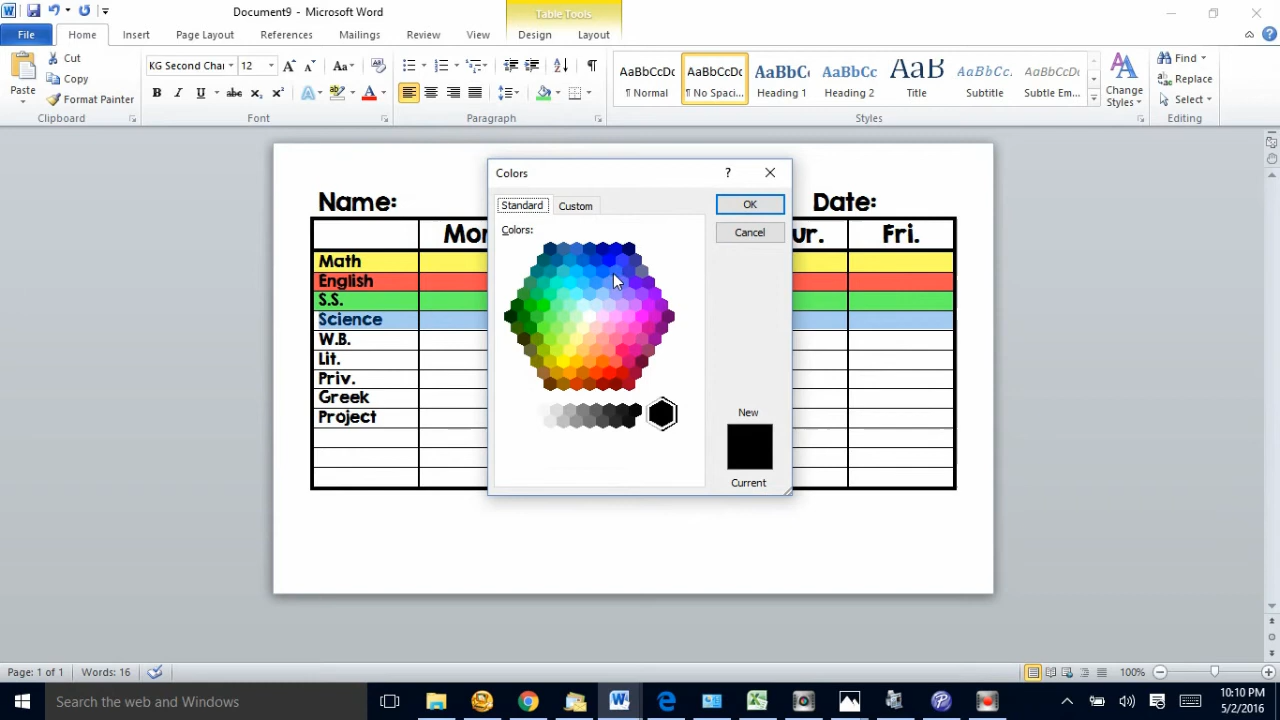 Document9 - Microsoft Word
Table Tools
File Home Insert Page Layout References Mailings Review View Design Layout
Paste
Cut
Copy
Format Painter
Clipboard
KG Second Chan 12
Font
Paragraph
AaBbCcDc
¶ Normal
AaBbCcDc
¶ No Spaci...
AaBbCc
Heading 1
AaBbCc
Heading 2
AaB
Title
AaBbCc
Subtitle
AaBbCcDc
Subtle Em...
Styles
Change Styles
Find
Replace
Select
Editing
Name: Date:
Mon ur. Fri.
Math
English
S.S.
Science
W.B.
Lit.
Priv.
Greek
Project
Colors
Standard Custom
Colors:
OK
Cancel
New
Current
Page: 1 of 1 Words: 16 100%
Search the web and Windows
10:10 PM
5/2/2016